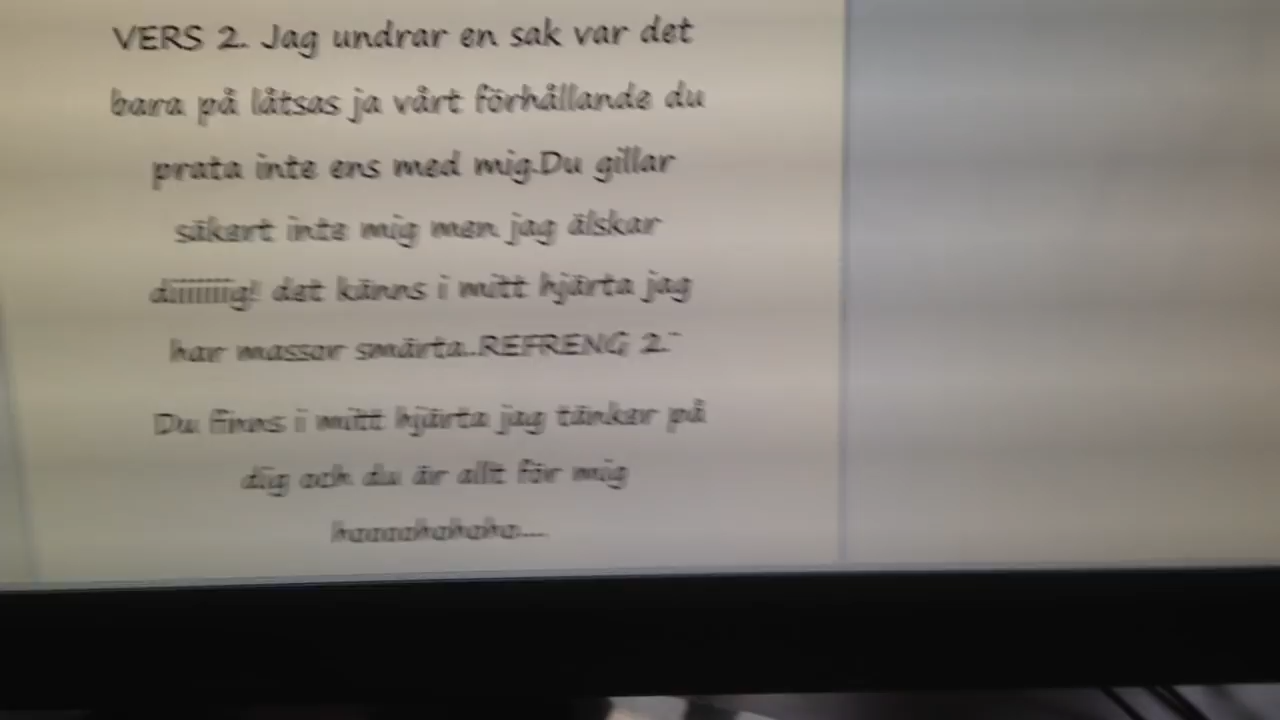 VERS 2. Jag undrar en sak var det
bara på låtsas ja vårt förhållande du
prata inte ens med mig.Du gillar
säkert inte mig men jag älskar
diiiiiiig! det känns i mitt hjärta jag
har massor smärta..REFRENG 2.¨
Du finns i mitt hjärta jag tänker på
dig och du är allt för mig